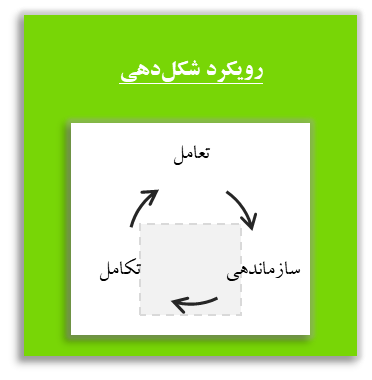 رویکرد شکل‌دهی
تعامل
سازماندهی
تکامل